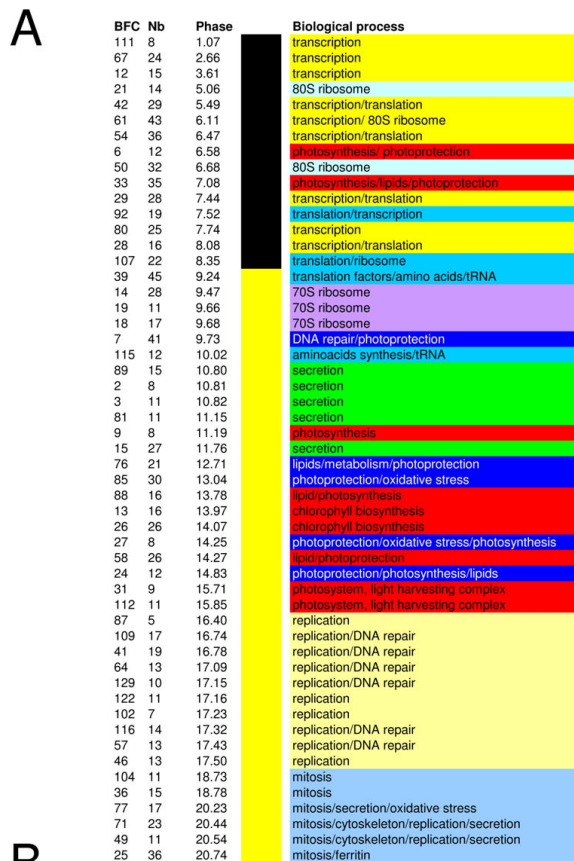 A
BFC Nb Phase Biological process
111 8 1.07 transcription
67 24 2.66 transcription
12 15 3.61 transcription
21 14 5.06 80S ribosome
42 29 5.49 transcription/translation
61 43 6.11 transcription/ 80S ribosome
54 36 6.47 transcription/translation
6 12 6.58 photosynthesis/ photoprotection
50 32 6.68 80S ribosome
33 35 7.08 photosynthesis/lipids/photoprotection
29 28 7.44 transcription/translation
92 19 7.52 translation/transcription
80 25 7.74 transcription
28 16 8.08 transcription/translation
107 22 8.35 translation/ribosome
39 45 9.24 translation factors/amino acids/tRNA
14 28 9.47 70S ribosome
19 11 9.66 70S ribosome
18 17 9.68 70S ribosome
7 41 9.73 DNA repair/photoprotection
115 12 10.02 aminoacids synthesis/tRNA
89 15 10.80 secretion
2 8 10.81 secretion
3 11 10.82 secretion
81 11 11.15 secretion
9 8 11.19 photosynthesis
15 27 11.76 secretion
76 21 12.71 lipids/metabolism/photoprotection
85 30 13.04 photoprotection/oxidative stress
88 16 13.78 lipid/photosynthesis
13 16 13.97 chlorophyll biosynthesis
26 26 14.07 chlorophyll biosynthesis
27 8 14.25 photoprotection/oxidative stress/photosynthesis
58 26 14.27 lipid/photoprotection
24 12 14.83 photoprotection/photosynthesis/lipids
31 9 15.71 photosystem, light harvesting complex
112 11 15.85 photosystem, light harvesting complex
87 5 16.40 replication
109 17 16.74 replication/DNA repair
41 19 16.78 replication/DNA repair
64 13 17.09 replication/DNA repair
129 10 17.15 replication/DNA repair
122 11 17.16 replication
102 7 17.23 replication
116 14 17.32 replication/DNA repair
57 13 17.43 replication/DNA repair
46 13 17.50 replication
104 11 18.73 mitosis
36 15 18.78 mitosis
77 17 20.23 mitosis/secretion/oxidative stress
71 23 20.44 mitosis/cytoskeleton/replication/secretion
49 11 20.54 mitosis/cytoskeleton/replication/secretion
25 36 20.74 mitosis/ferritin